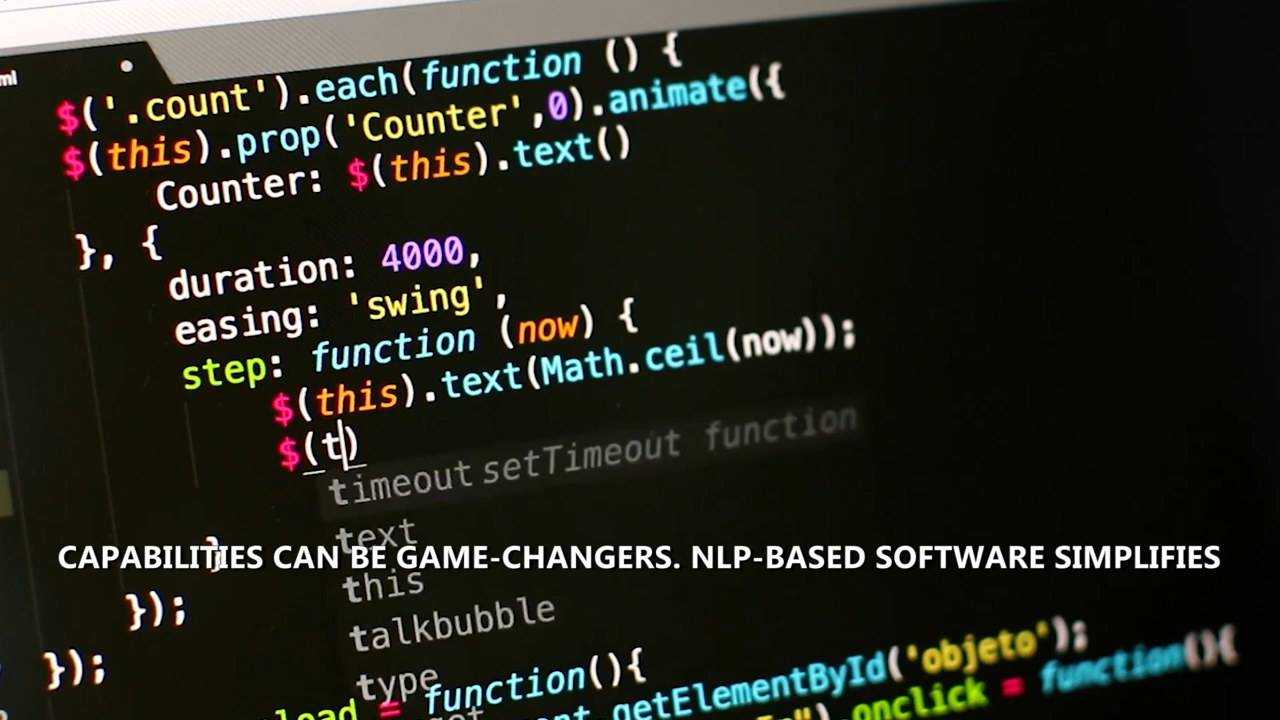 ml
$('.count').each(function () {
$(this).prop('Counter',0).animate({
Counter: $(this).text()
}, {
duration: 4000,
easing: 'swing',
step: function (now) {
$(this).text(Math.ceil(now));
$(t)
timeout setTimeout function
text
}
CAPABILITIES CAN BE GAME-CHANGERS. NLP-BASED SOFTWARE SIMPLIFIES
this
});
talkbubble
});
type
= function(){
.getElementById('objeto');
.onclick = function(){